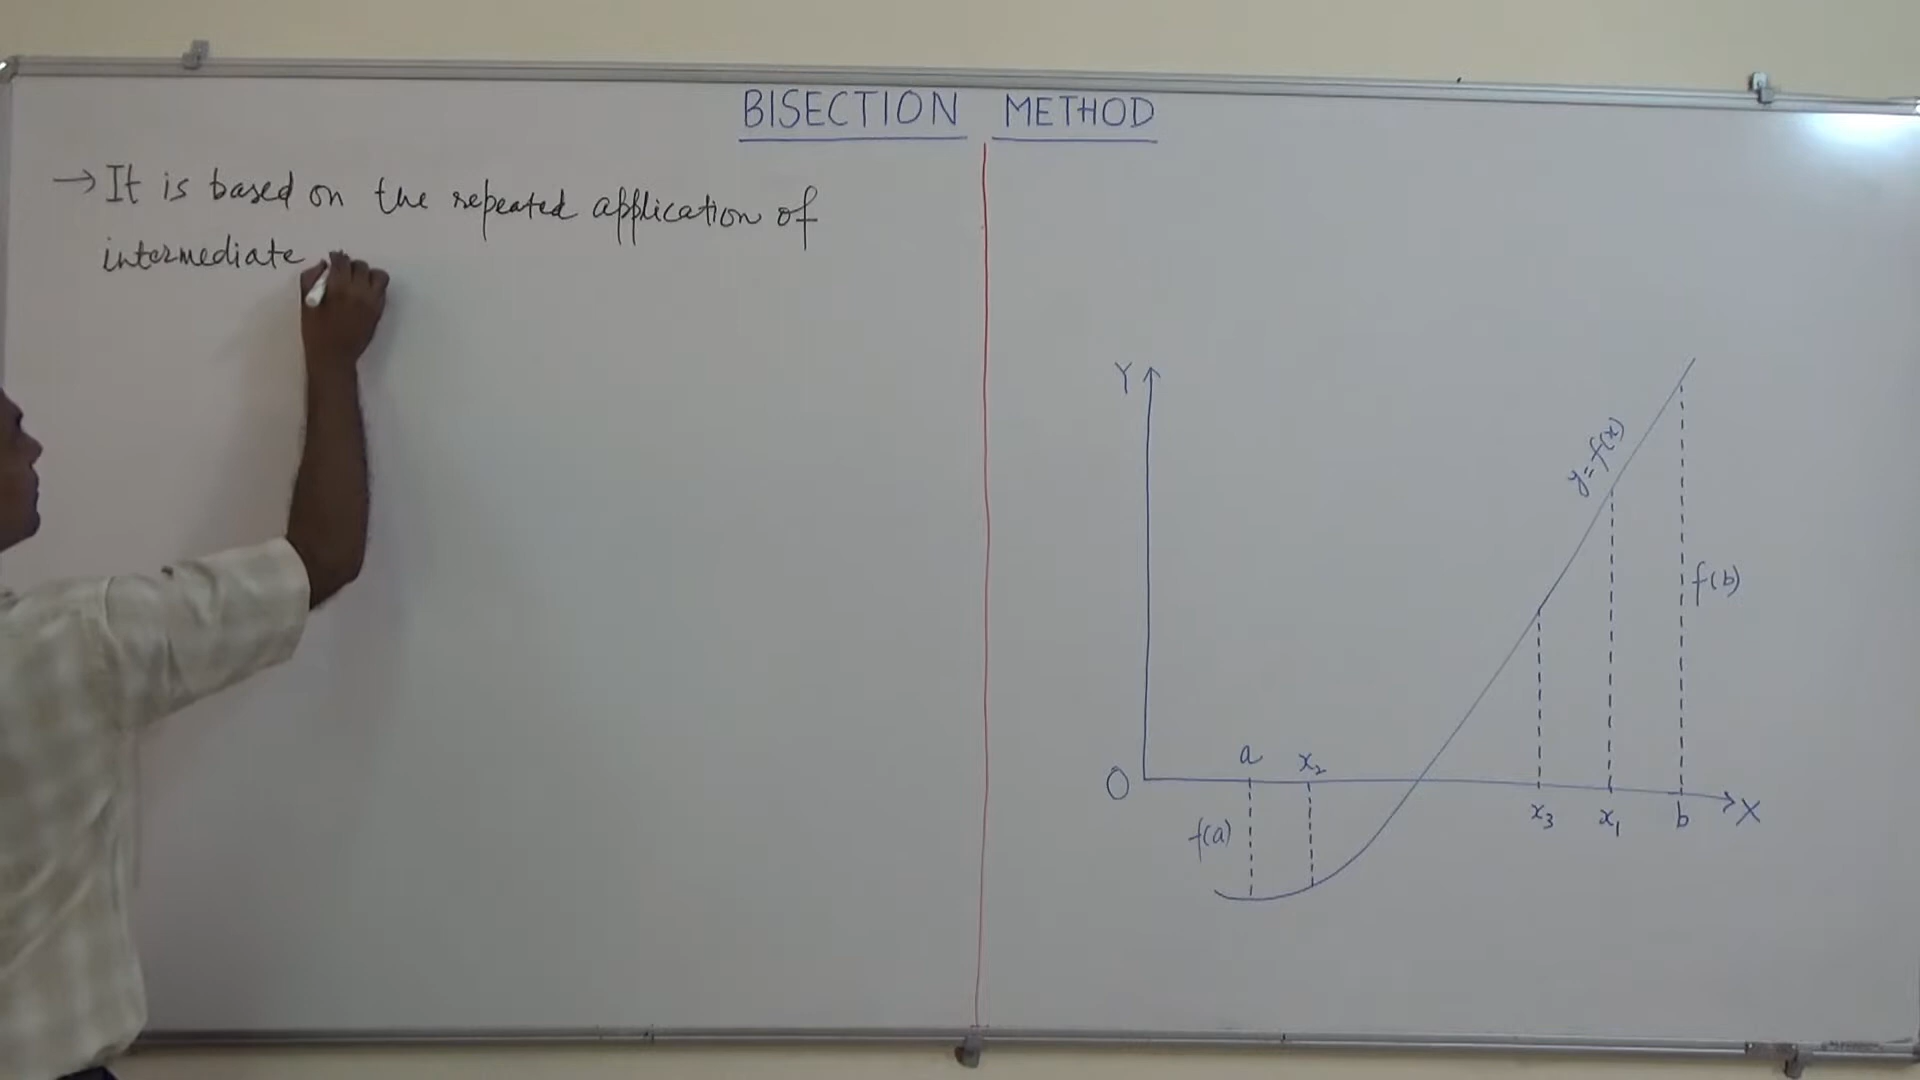 BISECTION METHOD
→ It is based on the repeated application of
intermediate
Y
y=f(x)
f(b)
a x₂
O
x₃ x₁ b X
f(a)